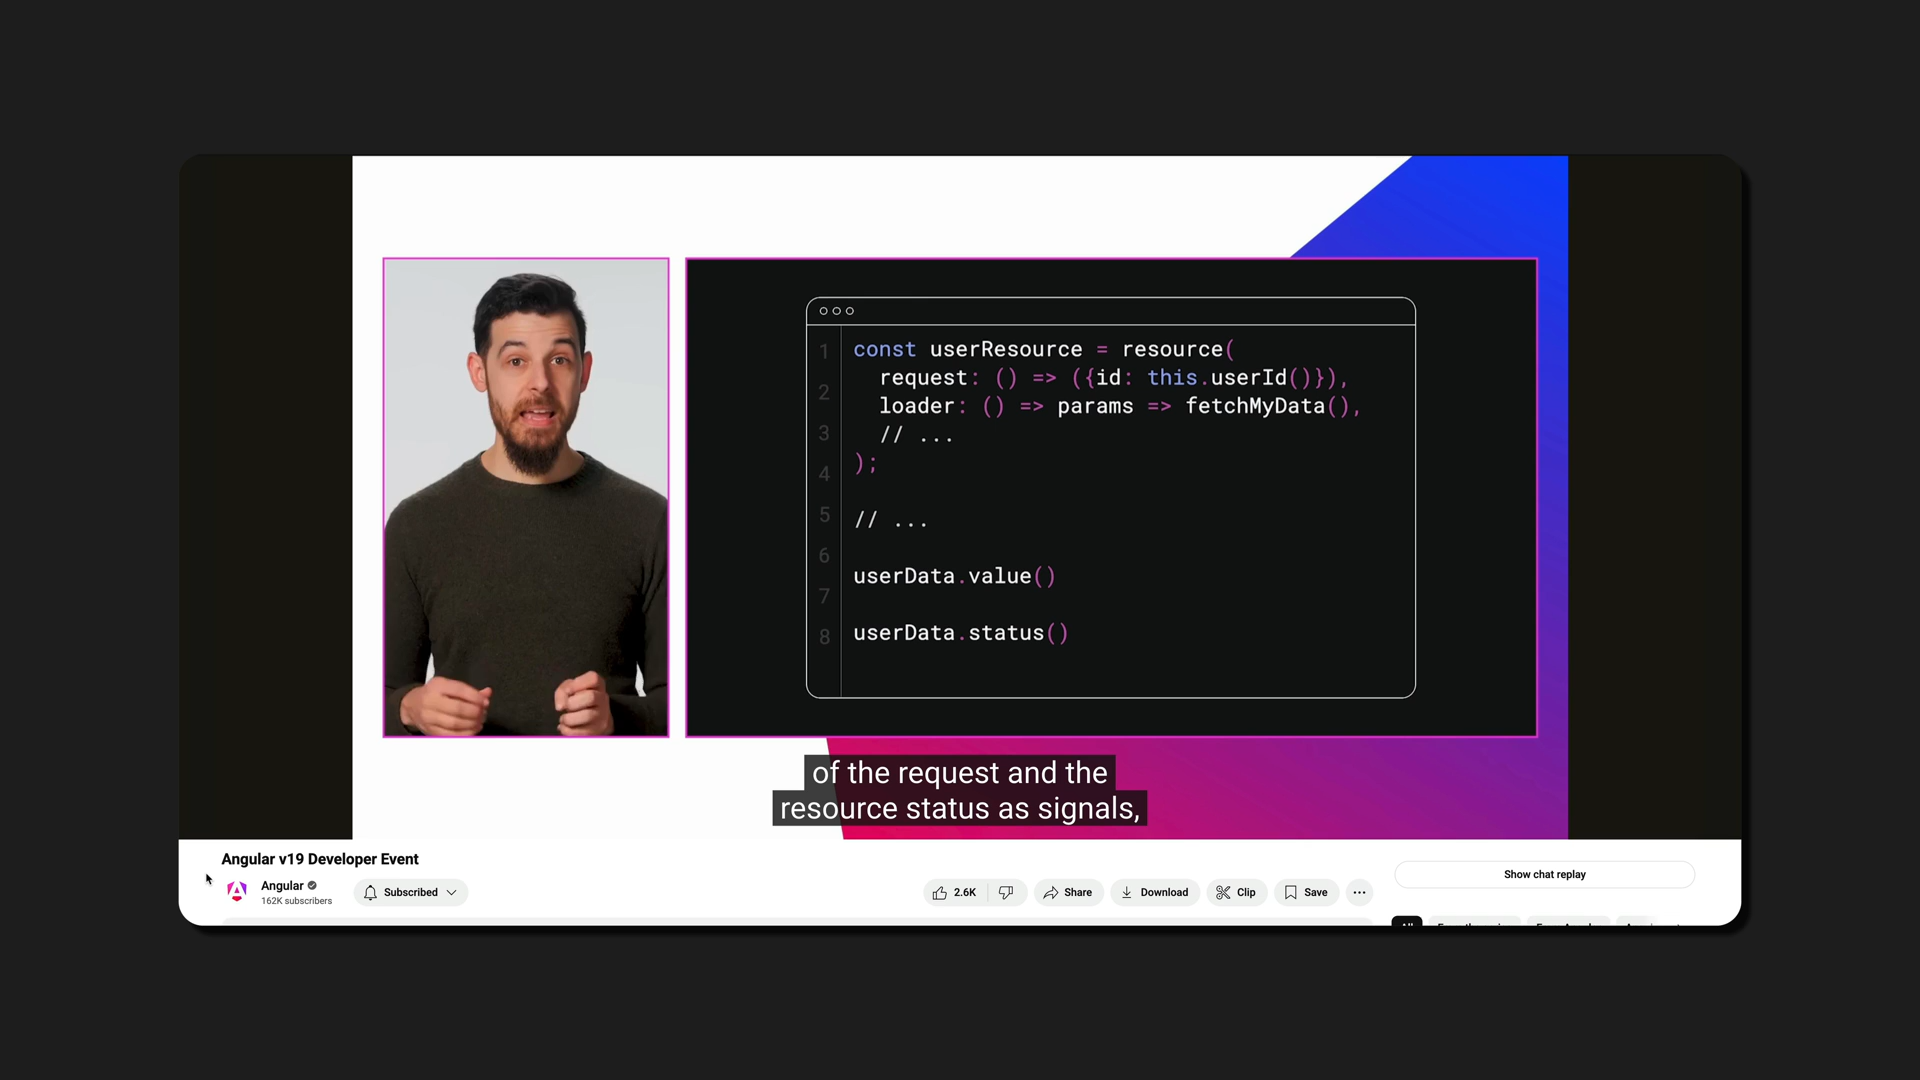 1 const userResource = resource(
2 request: () => ({id: this.userId()}),
3 loader: () => params => fetchMyData(),
4 // ...
5 );
6 // ...
7 userData.value()
8 userData.status()
of the request and the
resource status as signals,
Angular v19 Developer Event
Angular
162K subscribers
Subscribed
2.6K
Share
Download
Clip
Save
Show chat replay
All